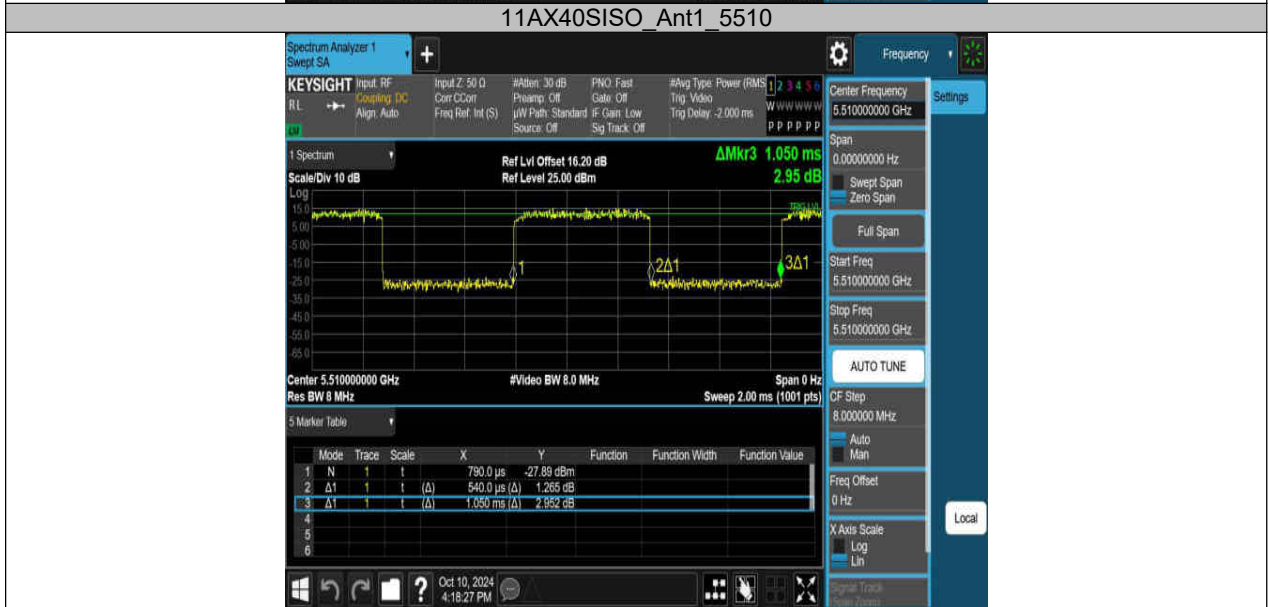 11AX40SISO_Ant1_5510
Spectrum Analyzer 1
Swept SA
+
Frequency
KEYSIGHT
RL
Input: RF
Coupling: DC
Align: Auto
Input Z: 50 Ω
Corr CCorr
Freq Ref: Int (S)
#Atten: 30 dB
Preamp: Off
µW Path: Standard
Source: Off
PNO: Fast
Gate: Off
IF Gain: Low
Sig Track: Off
#Avg Type: Power (RMS
Trig: Video
Trig Delay: -2.000 ms
1 2 3 4 5 6
W W W W W W
P P P P P P
1 Spectrum
Scale/Div 10 dB
Ref Lvl Offset 16.20 dB
Ref Level 25.00 dBm
ΔMkr3 1.050 ms
2.95 dB
Log
15.0
5.00
-5.00
-15.0
-25.0
-35.0
-45.0
-55.0
-65.0
TRIG LVL
1
2Δ1
3Δ1
Center 5.510000000 GHz
#Video BW 8.0 MHz
Span 0 Hz
Res BW 8 MHz
Sweep 2.00 ms (1001 pts)
5 Marker Table
Mode Trace Scale X Y Function Function Width Function Value
1 N 1 t 790.0 µs -27.89 dBm
2 Δ1 1 t (Δ) 540.0 µs (Δ) 1.265 dB
3 Δ1 1 t (Δ) 1.050 ms (Δ) 2.952 dB
4
5
6
?
Oct 10, 2024
4:18:27 PM
Center Frequency
5.510000000 GHz
Settings
Span
0.00000000 Hz
Swept Span
Zero Span
Full Span
Start Freq
5.510000000 GHz
Stop Freq
5.510000000 GHz
AUTO TUNE
CF Step
8.000000 MHz
Auto
Man
Freq Offset
0 Hz
X Axis Scale
Log
Lin
Signal Track
(Span Zoom)
Local